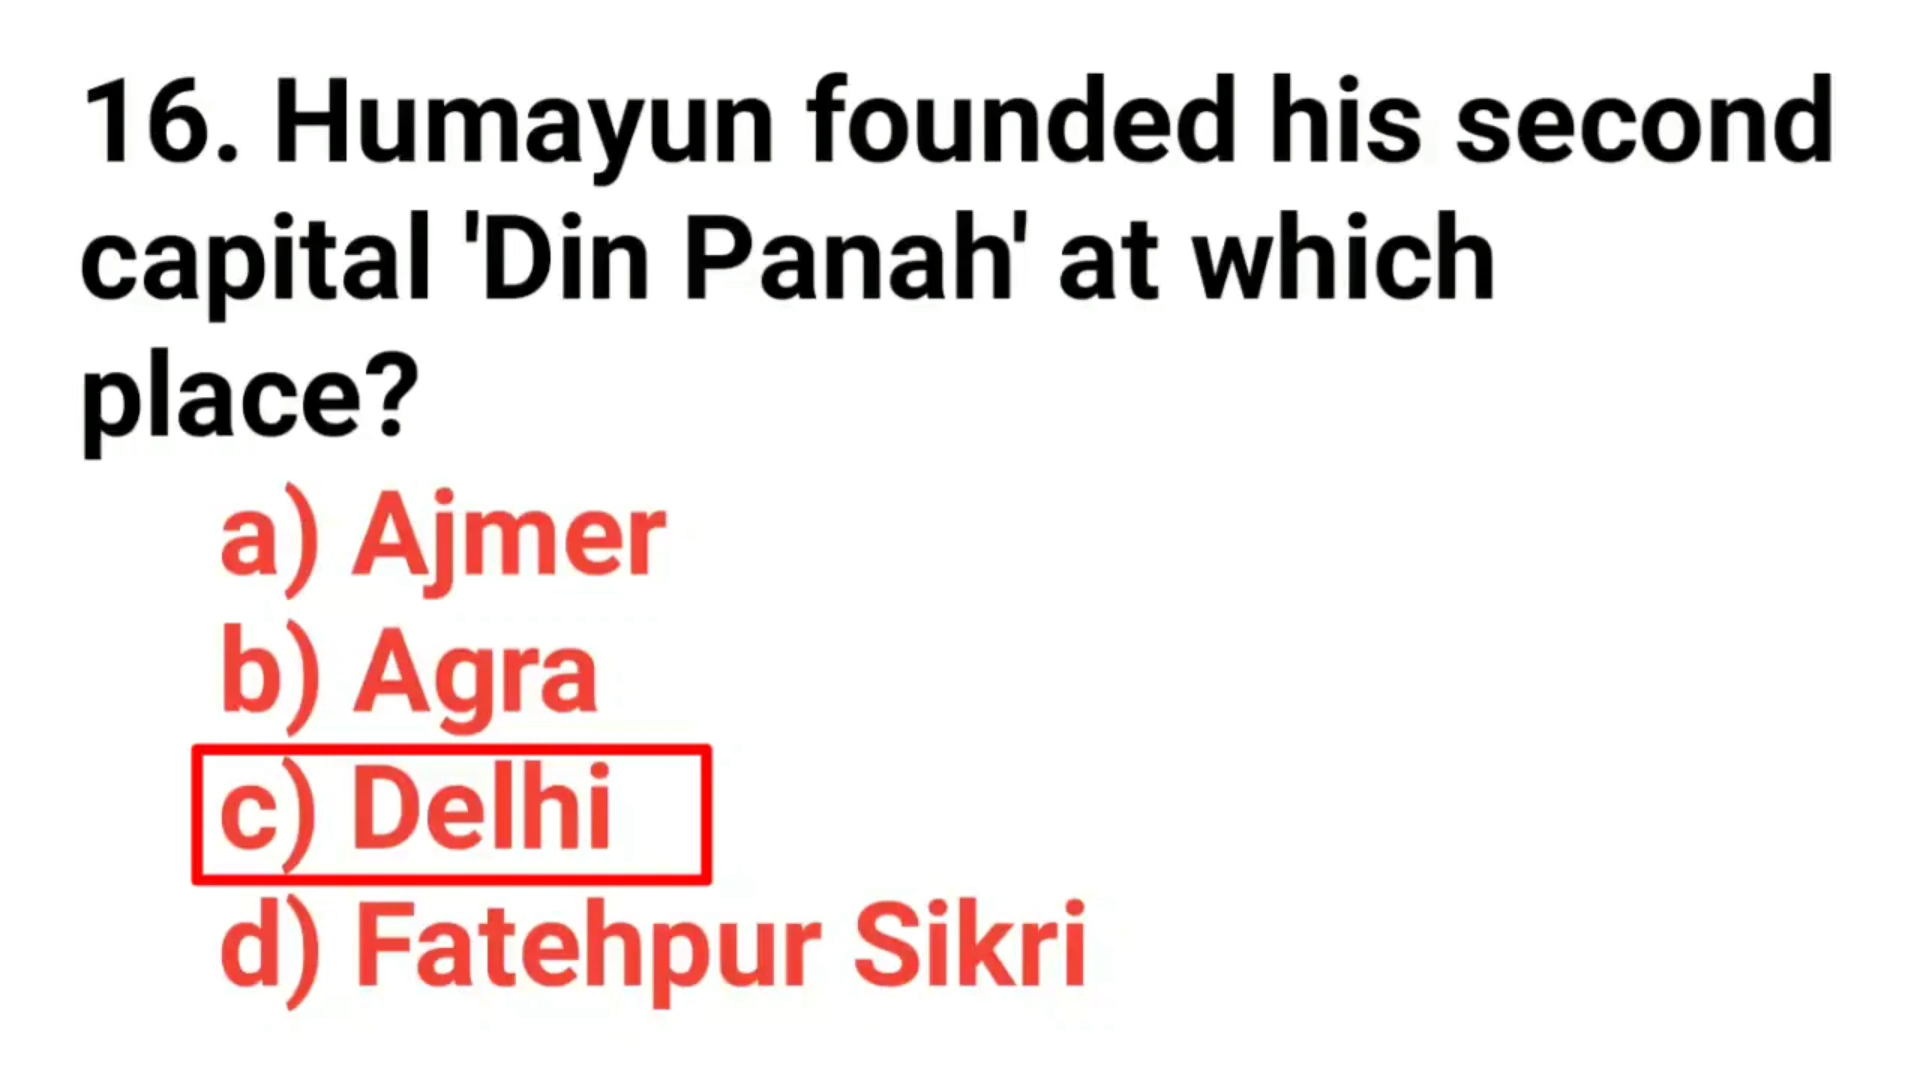 16. Humayun founded his second
capital 'Din Panah' at which
place?
a) Ajmer
b) Agra
c) Delhi
d) Fatehpur Sikri